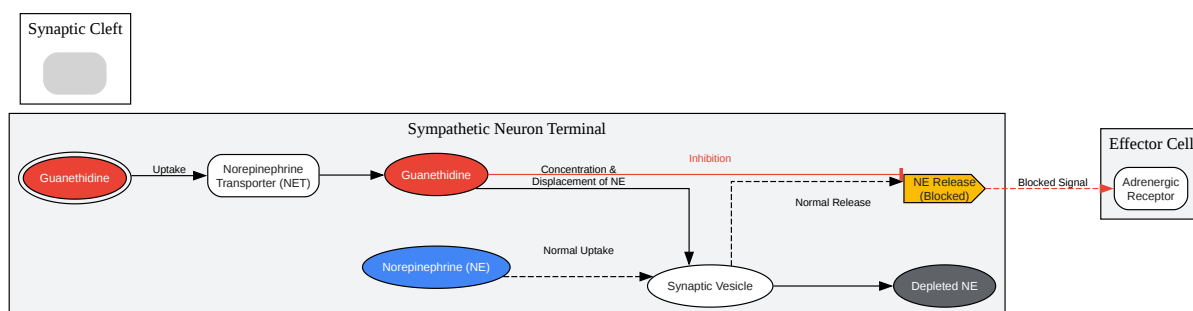 Synaptic Cleft
Sympathetic Neuron Terminal
Guanethidine
Uptake
Norepinephrine
Transporter (NET)
Guanethidine
Inhibition
Concentration &
Displacement of NE
Normal Release
NE Release
(Blocked)
Blocked Signal
Effector Cell
Adrenergic
Receptor
Norepinephrine (NE)
Normal Uptake
Synaptic Vesicle
Depleted NE